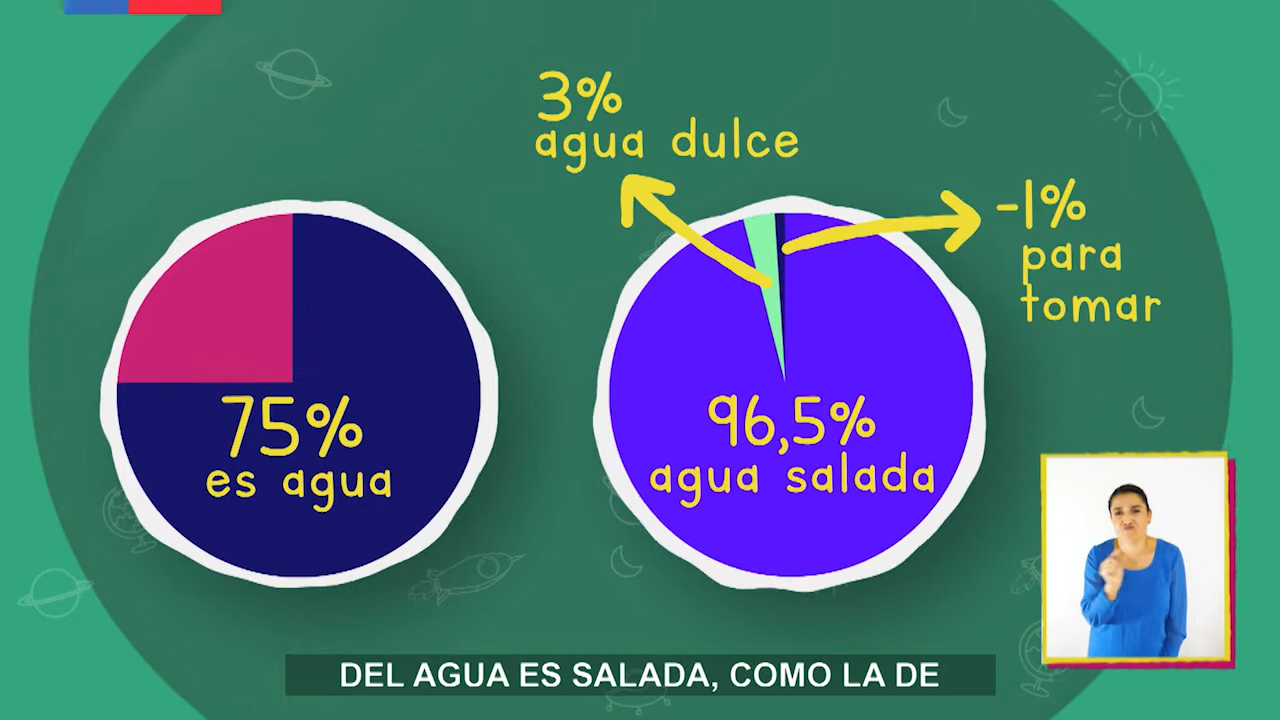 3%
agua dulce
-1%
para
tomar
75%
es agua
96,5%
agua salada
DEL AGUA ES SALADA, COMO LA DE